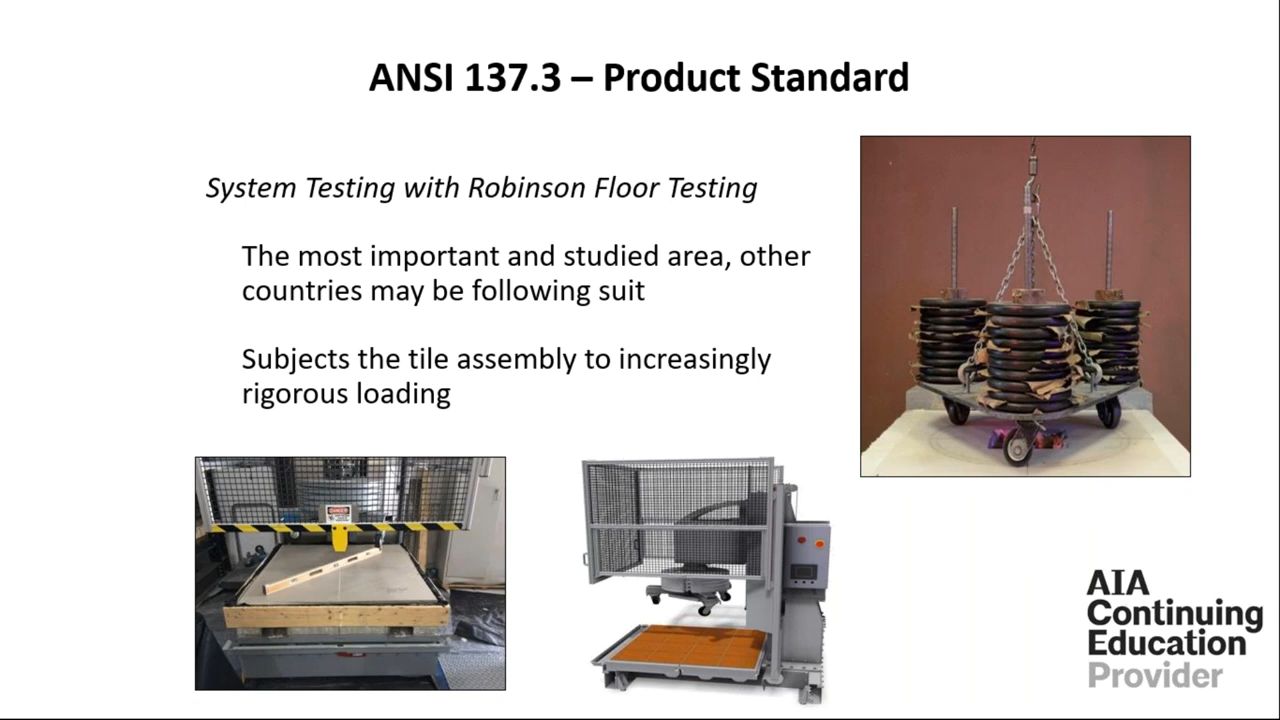 ANSI 137.3 – Product Standard
System Testing with Robinson Floor Testing
The most important and studied area, other
countries may be following suit
Subjects the tile assembly to increasingly
rigorous loading
DANGER
AIA
Continuing
Education
Provider